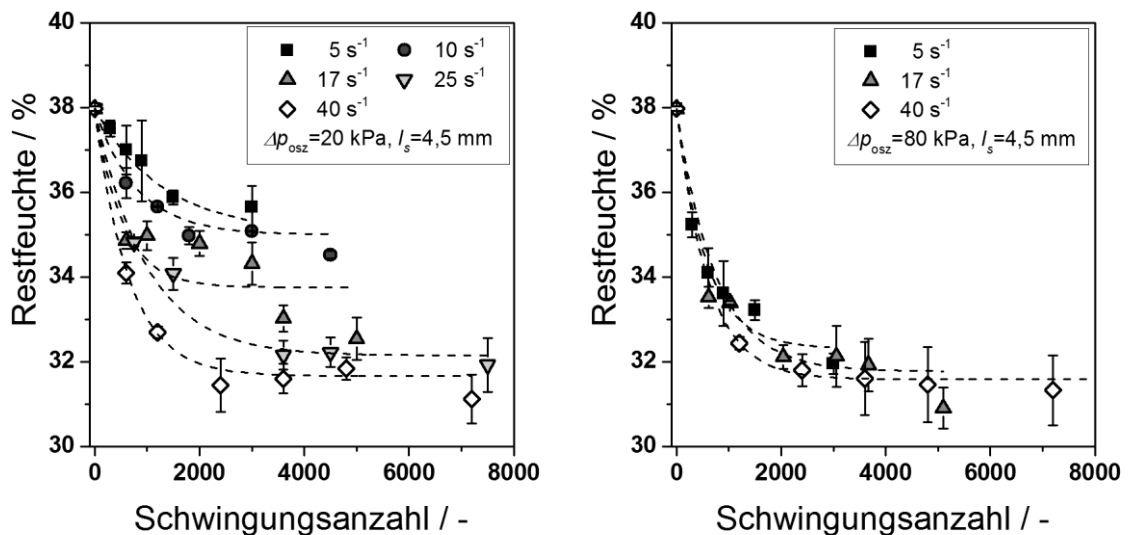 40
38
36
34
32
30
Restfeuchte / %
0 2000 4000 6000 8000
Schwingungsanzahl / -
5 s⁻¹ 10 s⁻¹
17 s⁻¹ 25 s⁻¹
40 s⁻¹
Δp_osz=20 kPa, l_s=4,5 mm
40
38
36
34
32
30
Restfeuchte / %
0 2000 4000 6000 8000
Schwingungsanzahl / -
5 s⁻¹
17 s⁻¹
40 s⁻¹
Δp_osz=80 kPa, l_s=4,5 mm